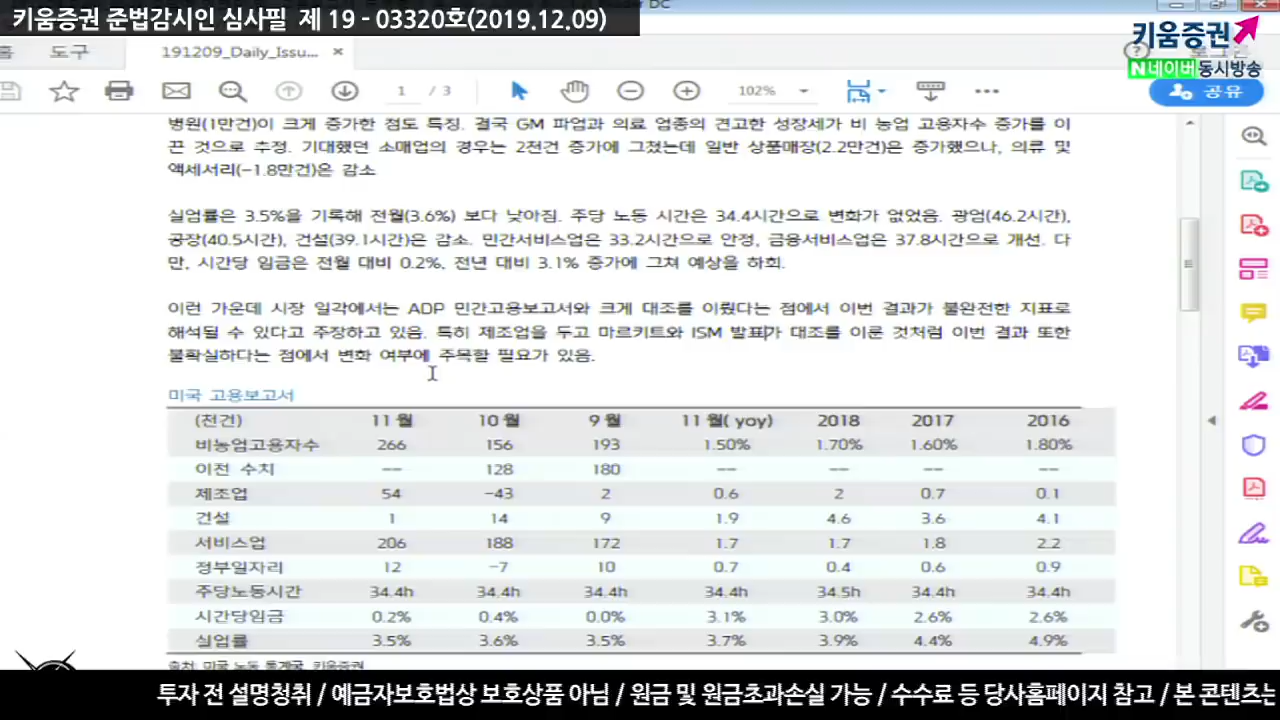 키움증권 준법감시인 심사필 제 19 - 03320호(2019.12.09)
키움증권
N네이버 동시방송
도구
191209_Daily_Issu... ×
1 / 3
102%
공유
병원(1만건)이 크게 증가한 점도 특징. 결국 GM 파업과 의료 업종의 견고한 성장세가 비 농업 고용자수 증가를 이
끈 것으로 추정. 기대했던 소매업의 경우는 2천건 증가에 그쳤는데 일반 상품매장(2.2만건)은 증가했으나, 의류 및
액세서리(-1.8만건)은 감소
실업률은 3.5%을 기록해 전월(3.6%) 보다 낮아짐. 주당 노동 시간은 34.4시간으로 변화가 없었음. 광업(46.2시간),
공장(40.5시간), 건설(39.1시간)은 감소. 민간서비스업은 33.2시간으로 안정, 금융서비스업은 37.8시간으로 개선. 다
만, 시간당 임금은 전월 대비 0.2%, 전년 대비 3.1% 증가에 그쳐 예상을 하회.
이런 가운데 시장 일각에서는 ADP 민간고용보고서와 크게 대조를 이뤘다는 점에서 이번 결과가 불완전한 지표로
해석될 수 있다고 주장하고 있음. 특히 제조업을 두고 마르키트와 ISM 발표가 대조를 이룬 것처럼 이번 결과 또한
불확실하다는 점에서 변화 여부에 주목할 필요가 있음.
미국 고용보고서
(천건) 11월 10월 9월 11월( yoy) 2018 2017 2016
비농업고용자수 266 156 193 1.50% 1.70% 1.60% 1.80%
이전 수치 -- 128 180 -- -- -- --
제조업 54 -43 2 0.6 2 0.7 0.1
건설 1 14 9 1.9 4.6 3.6 4.1
서비스업 206 188 172 1.7 1.7 1.8 2.2
정부일자리 12 -7 10 0.7 0.4 0.6 0.9
주당노동시간 34.4h 34.4h 34.4h 34.4h 34.5h 34.4h 34.4h
시간당임금 0.2% 0.4% 0.0% 3.1% 3.0% 2.6% 2.6%
실업률 3.5% 3.6% 3.5% 3.7% 3.9% 4.4% 4.9%
출처: 미국 노동 통계국, 키움증권
투자 전 설명청취 / 예금자보호법상 보호상품 아님 / 원금 및 원금초과손실 가능 / 수수료 등 당사홈페이지 참고 / 본 콘텐츠는